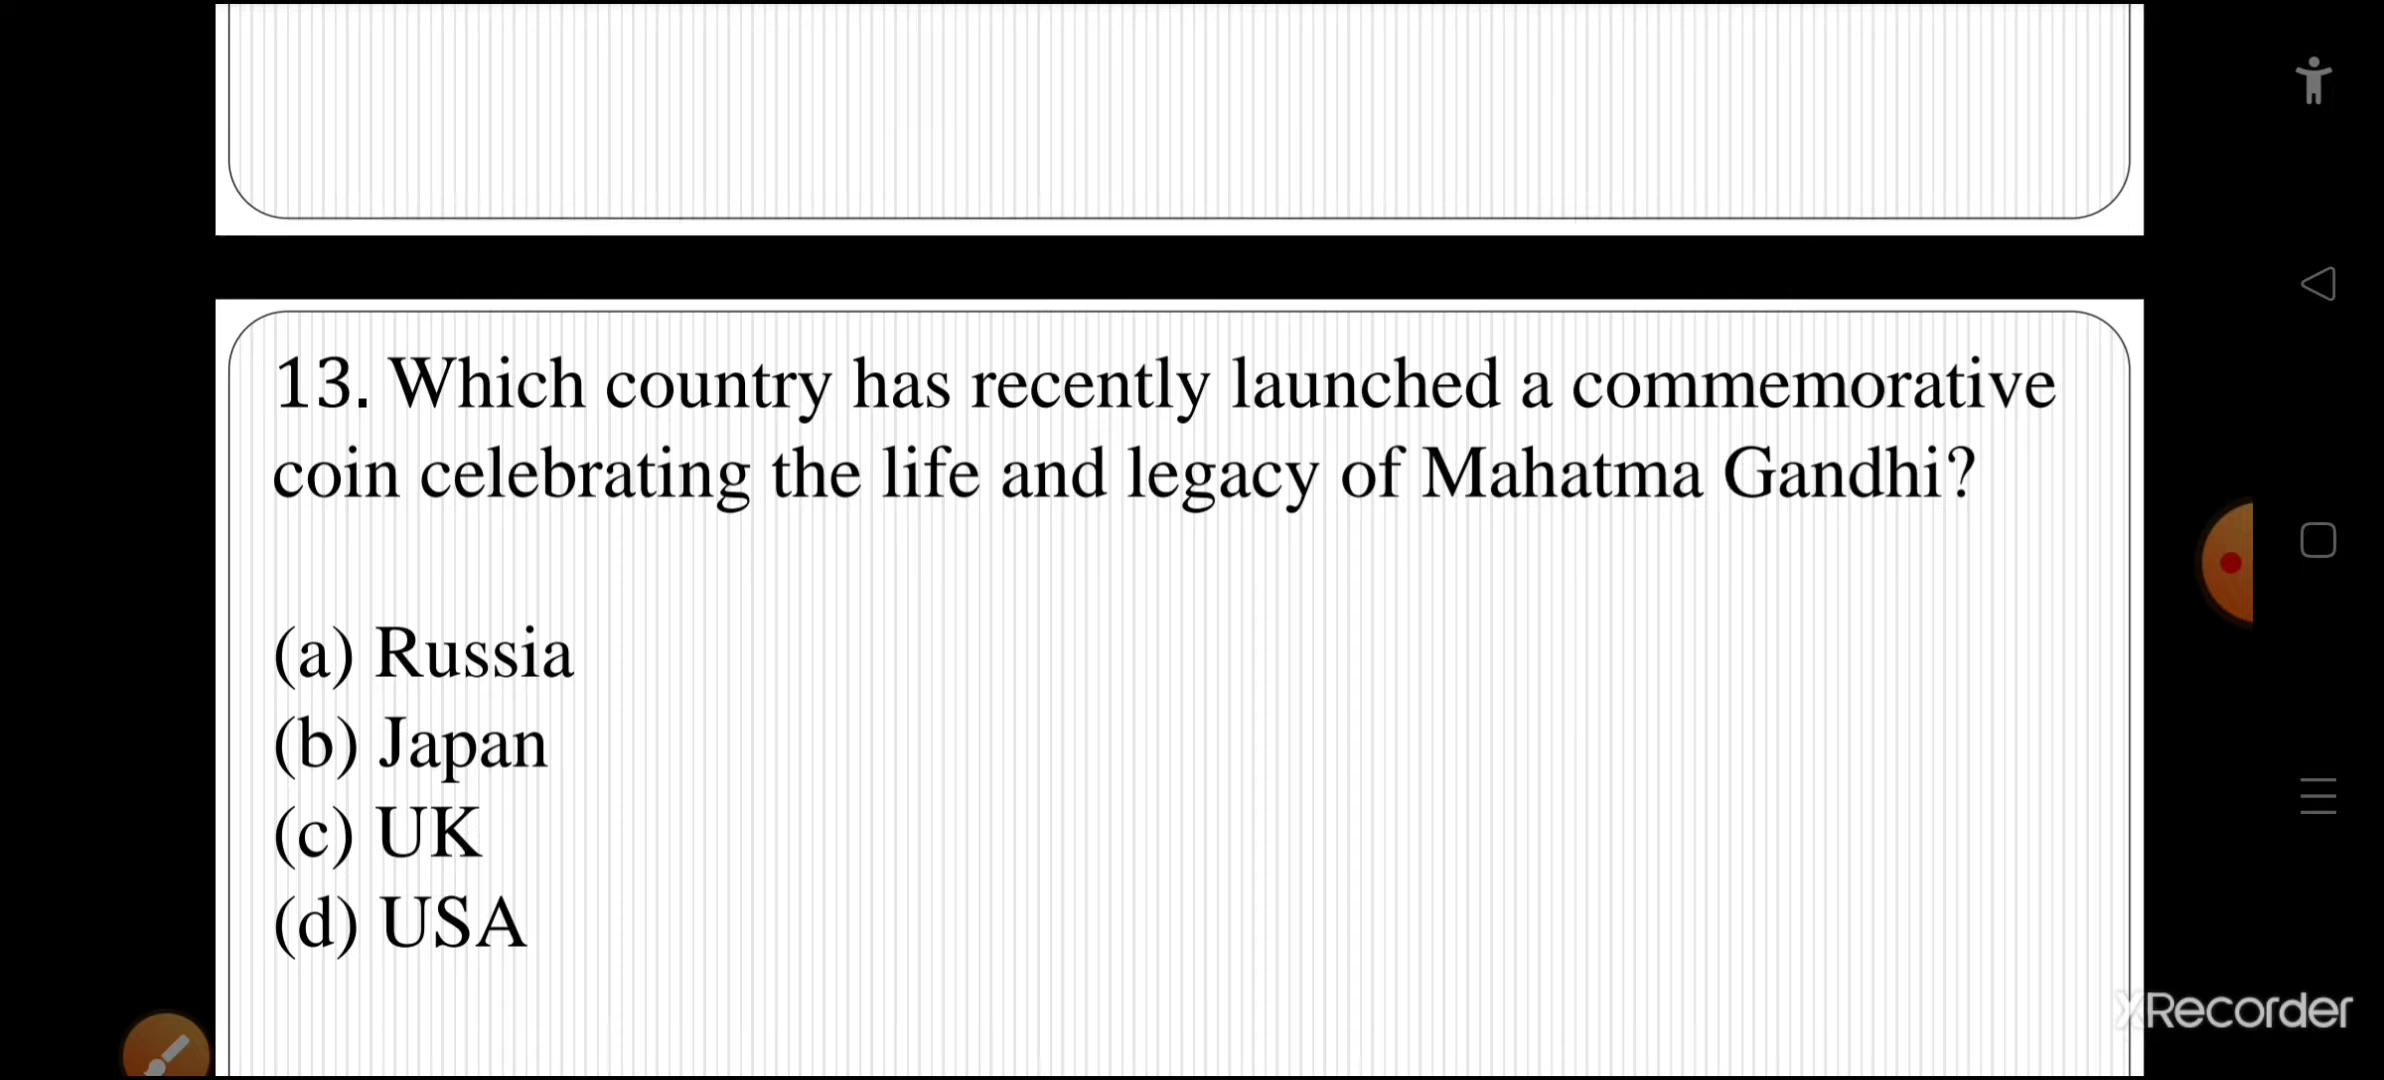 13. Which country has recently launched a commemorative
coin celebrating the life and legacy of Mahatma Gandhi?
(a) Russia
(b) Japan
(c) UK
(d) USA
XRecorder